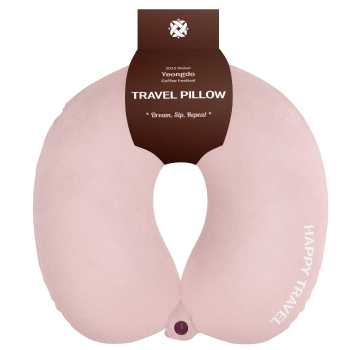 2025 Global
Yeongdo
Coffee Festival
TRAVEL PILLOW
" Dream, Sip, Repeat "
HAPPY TRAVEL